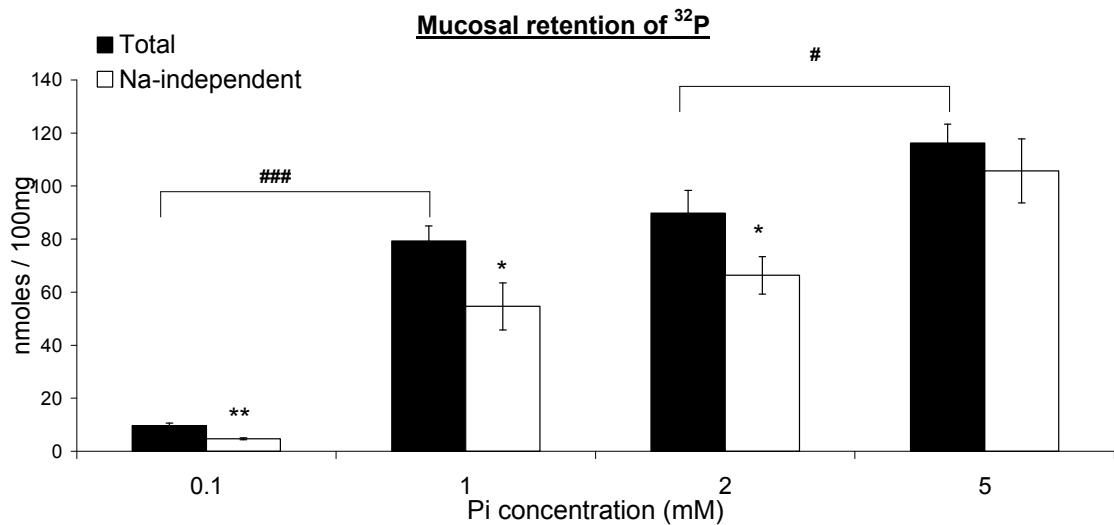 Mucosal retention of ³²P
Total
Na-independent
#
###
*
*
**
nmoles / 100mg
140
120
100
80
60
40
20
0
0.1 1 2 5
Pi concentration (mM)